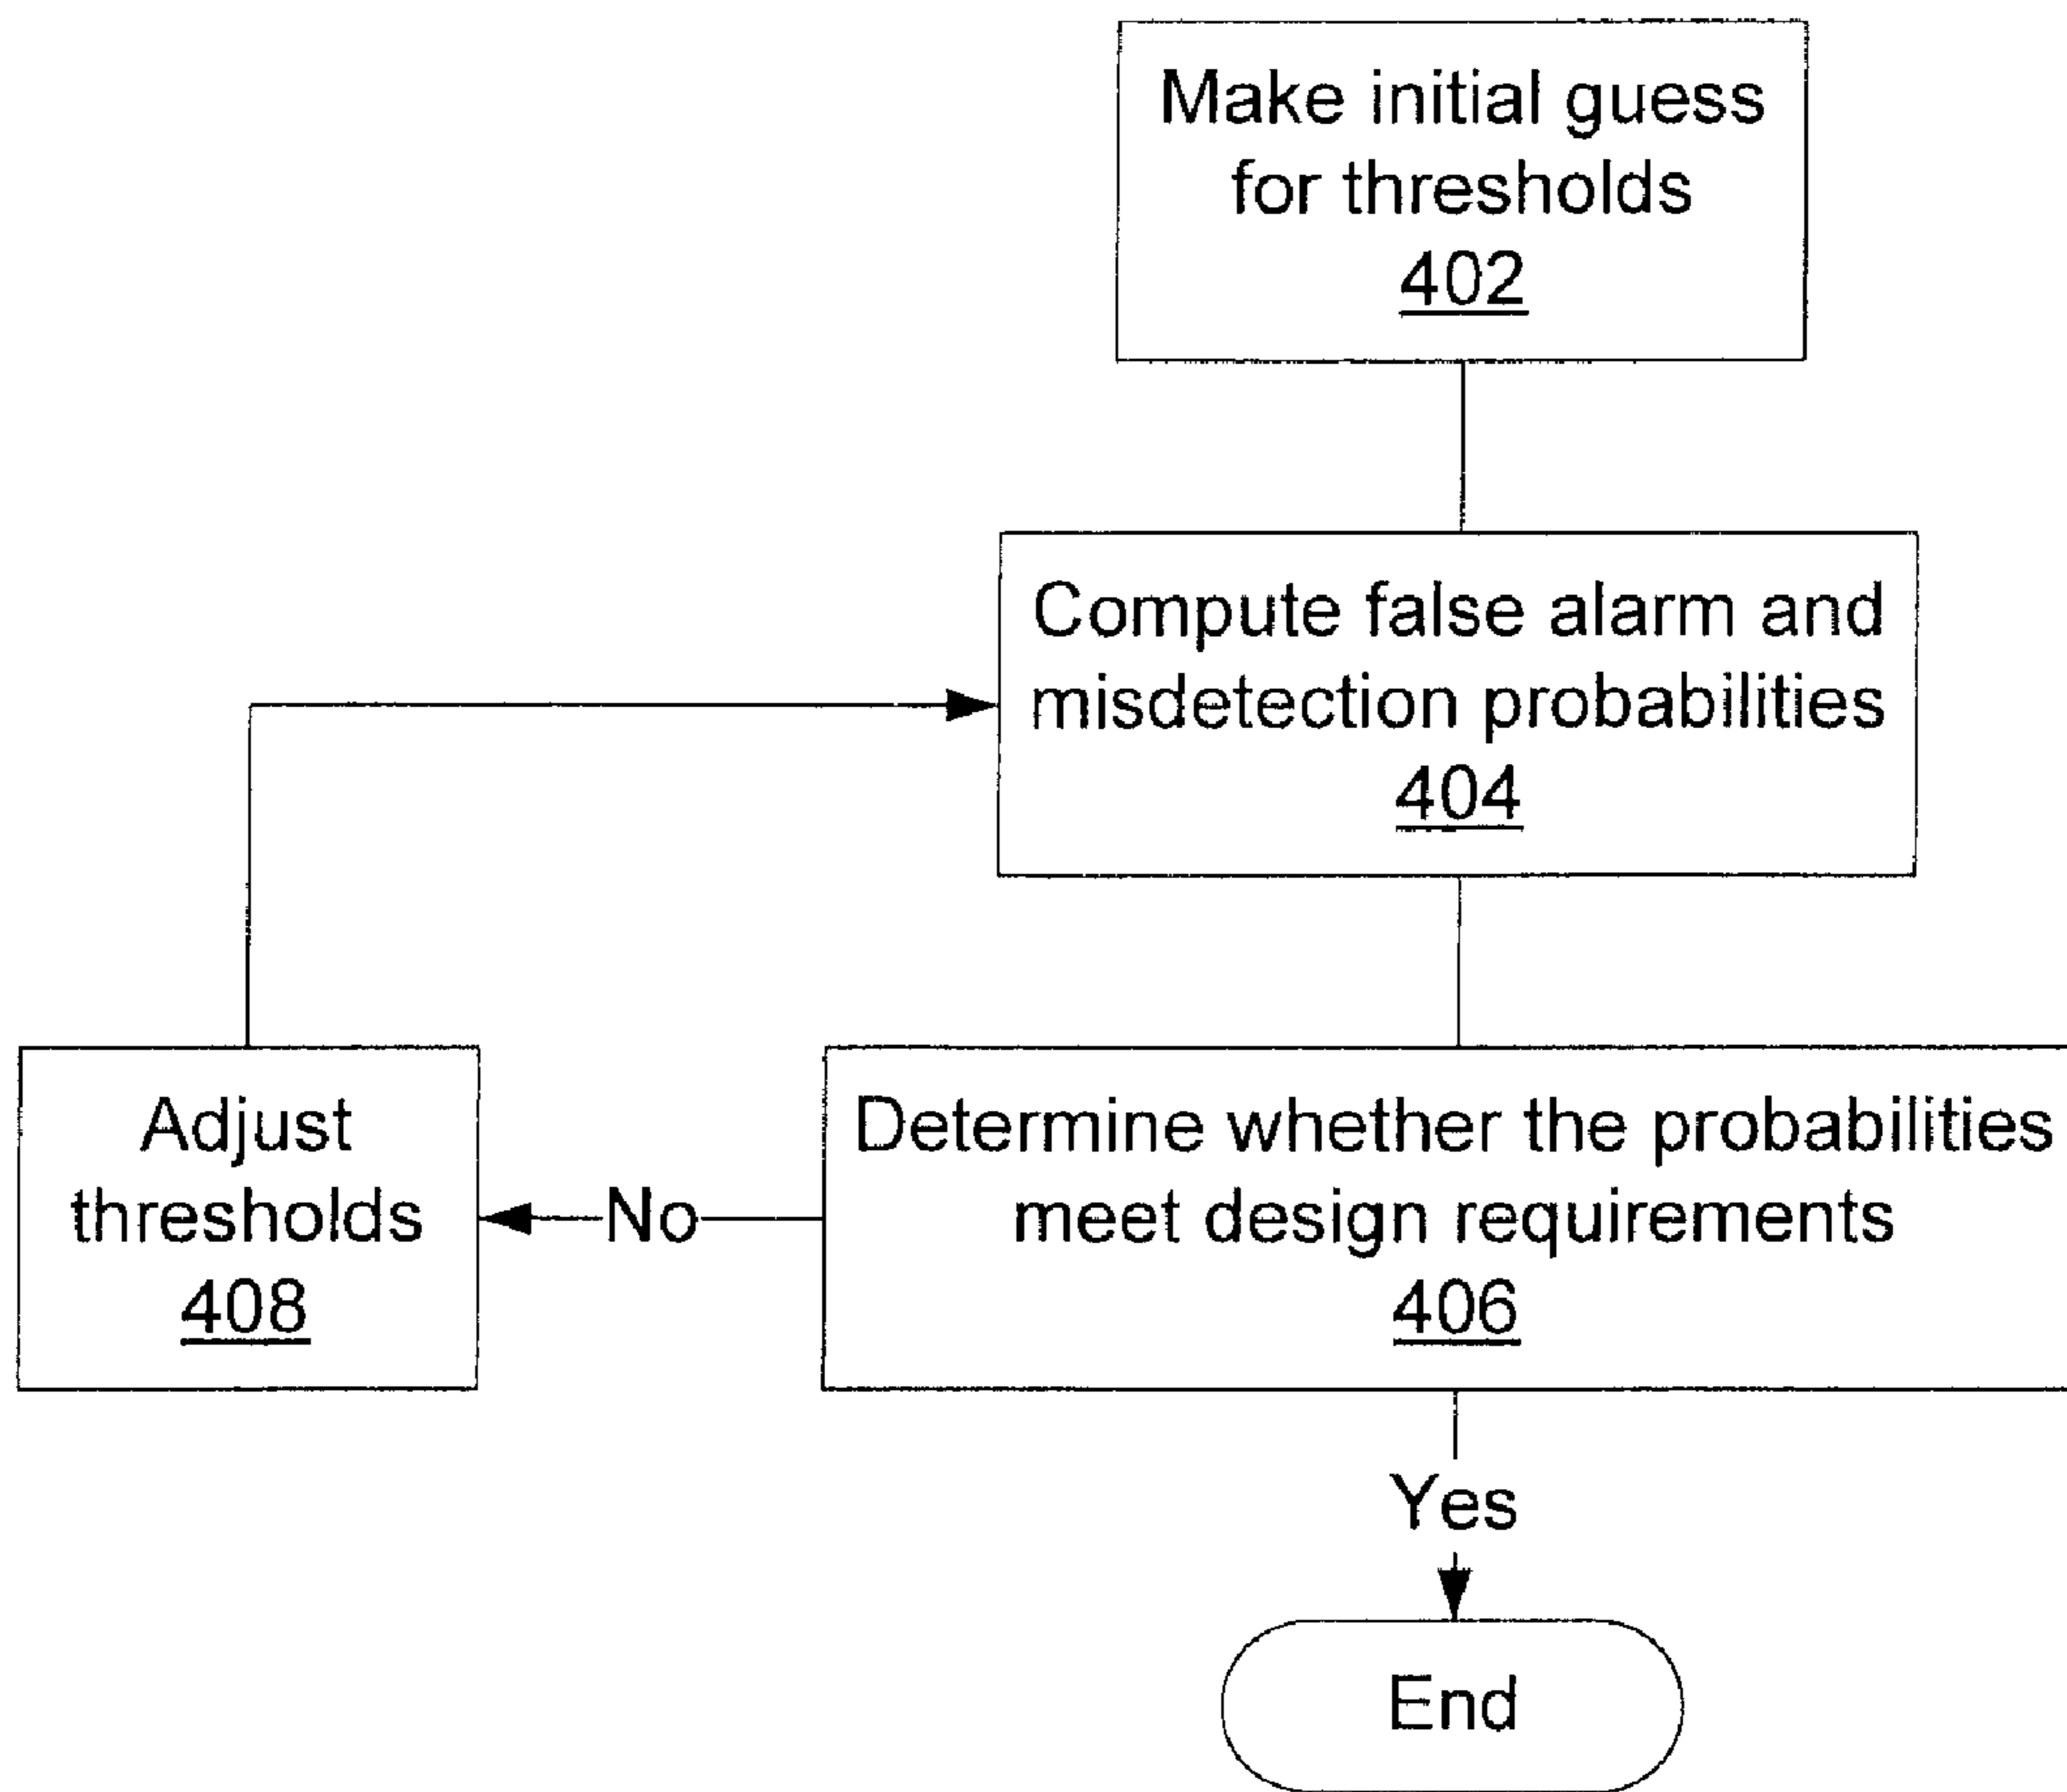 Make initial guess
for thresholds
402
Compute false alarm and
misdetection probabilities
404
Determine whether the probabilities
meet design requirements
406
No
Adjust
thresholds
408
Yes
End